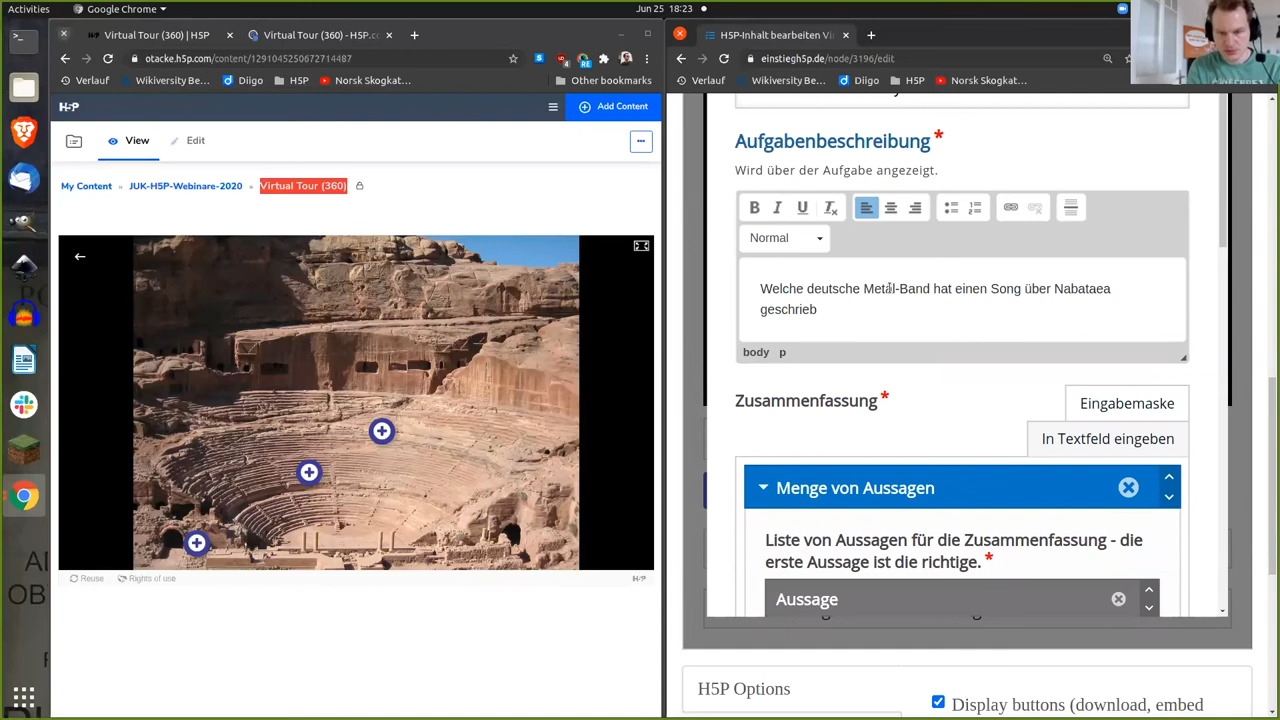 Activities
Google Chrome
Jun 25 18:23
Virtual Tour (360) | H5P
Virtual Tour (360) - H5P.c
otacke.h5p.com/content/1291045260672714487
Verlauf
Wikiversity | Be...
Diigo
H5P
Norsk Skogkat...
Other bookmarks
H5P
Add Content
View
Edit
My Content » JUK-H5P-Webinare-2020 » Virtual Tour (360)
Reuse
Rights of use
H5P
H5P-Inhalt bearbeiten Vi
einstiegh5p.de/node/3196/edit
Verlauf
Wikiversity | Be...
Diigo
H5P
Norsk Skogkat...
Aufgabenbeschreibung *
Wird über der Aufgabe angezeigt.
B I U Tx
Normal
Welche deutsche Metal-Band hat einen Song über Nabataea
geschrieb
body p
Zusammenfassung *
Eingabemaske
In Textfeld eingeben
Menge von Aussagen
Liste von Aussagen für die Zusammenfassung - die
erste Aussage ist die richtige. *
Aussage
H5P Options
Display buttons (download, embed